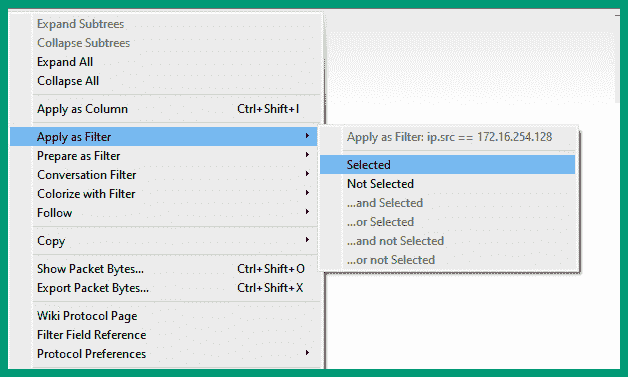 Expand Subtrees
Collapse Subtrees
Expand All
Collapse All
Apply as Column Ctrl+Shift+I
Apply as Filter
Prepare as Filter
Conversation Filter
Colorize with Filter
Follow
Copy
Show Packet Bytes... Ctrl+Shift+O
Export Packet Bytes... Ctrl+Shift+X
Wiki Protocol Page
Filter Field Reference
Protocol Preferences
Apply as Filter: ip.src == 172.16.254.128
Selected
Not Selected
...and Selected
...or Selected
...and not Selected
...or not Selected